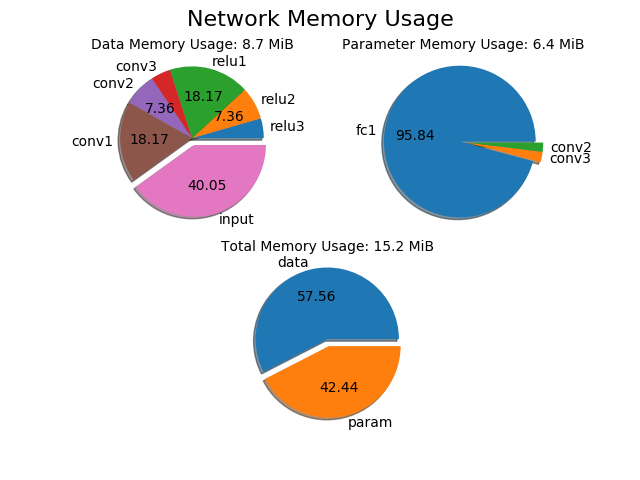 Network Memory Usage
Data Memory Usage: 8.7 MiB
relu3
7.36
relu2
18.17
relu1
conv3
7.36
conv2
18.17
conv1
40.05
input
Parameter Memory Usage: 6.4 MiB
95.84
fc1
conv2
conv3
Total Memory Usage: 15.2 MiB
data
57.56
42.44
param